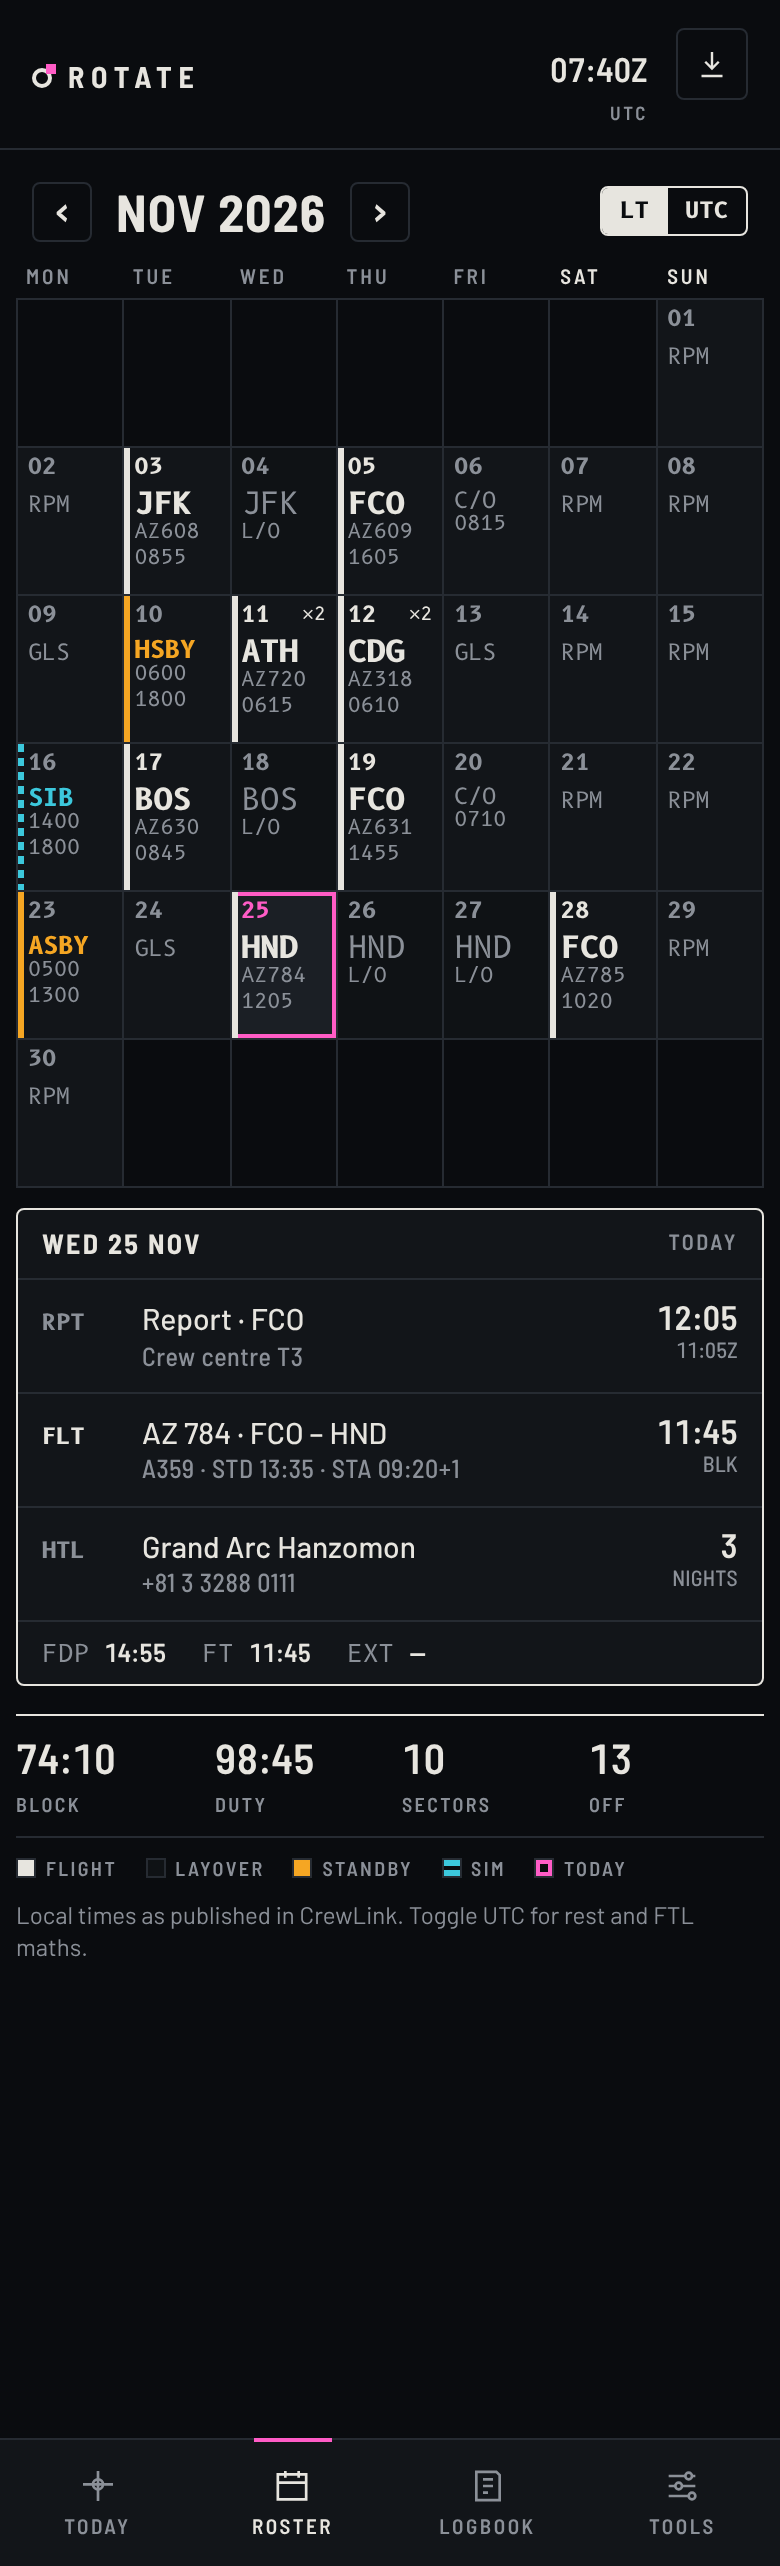 ROTATE
07:40Z
UTC
NOV 2026
LT UTC
MON TUE WED THU FRI SAT SUN
01
RPM
02 03 04 05 06 07 08
RPM JFK JFK FCO C/O RPM RPM
AZ608 L/O AZ609 0815
0855 1605
09 10 11 ×2 12 ×2 13 14 15
GLS HSBY ATH CDG GLS RPM RPM
0600 AZ720 AZ318
1800 0615 0610
16 17 18 19 20 21 22
SIB BOS BOS FCO C/O RPM RPM
1400 AZ630 L/O AZ631 0710
1800 0845 1455
23 24 25 26 27 28 29
ASBY GLS HND HND HND FCO RPM
0500 AZ784 L/O L/O AZ785
1300 1205 1020
30
RPM
WED 25 NOV TODAY
RPT Report · FCO 12:05
Crew centre T3 11:05Z
FLT AZ 784 · FCO – HND 11:45
A359 · STD 13:35 · STA 09:20+1 BLK
HTL Grand Arc Hanzomon 3
+81 3 3288 0111 NIGHTS
FDP 14:55 FT 11:45 EXT —
74:10 98:45 10 13
BLOCK DUTY SECTORS OFF
FLIGHT LAYOVER STANDBY SIM TODAY
Local times as published in CrewLink. Toggle UTC for rest and FTL
maths.
TODAY ROSTER LOGBOOK TOOLS